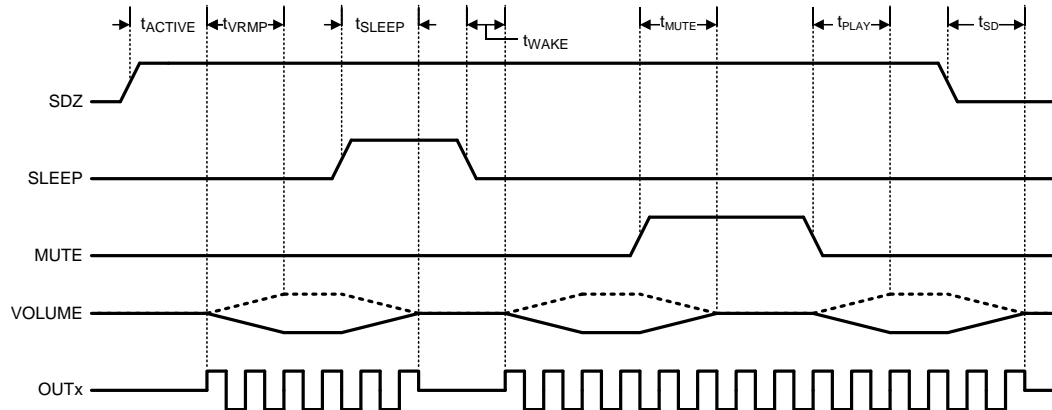 tACTIVE tVRMP tSLEEP tWAKE tMUTE tPLAY tSD
SDZ
SLEEP
MUTE
VOLUME
OUTx